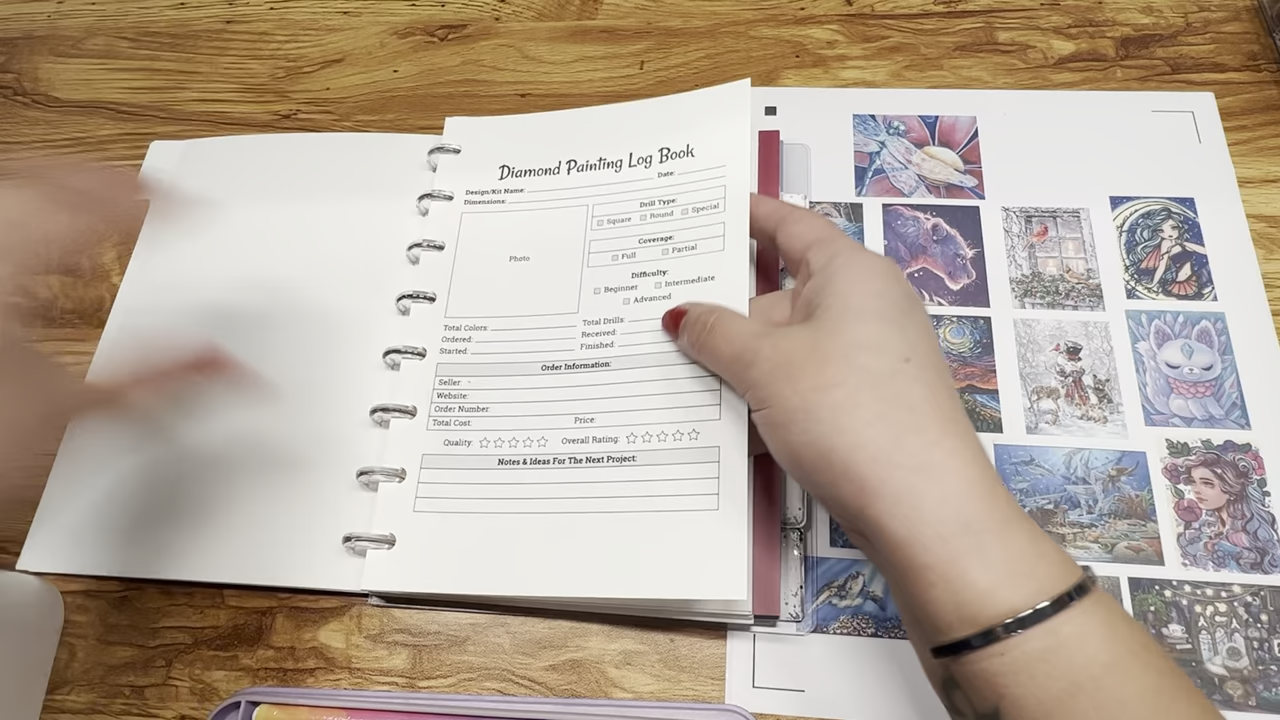 Diamond Painting Log Book
Design/Kit Name: Date:
Dimensions:
Drill Type:
Square Round Special
Coverage:
Full Partial
Photo
Difficulty:
Beginner Intermediate
Advanced
Total Colors: Total Drills:
Ordered: Received:
Started: Finished:
Order Information:
Seller:
Website:
Order Number:
Total Cost: Price:
Quality: Overall Rating:
Notes & Ideas For The Next Project: